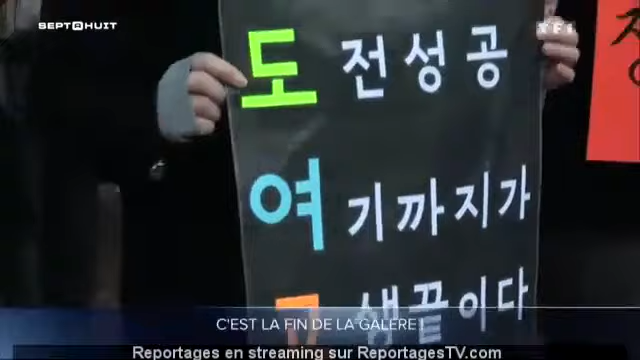 SEPT À HUIT
TF1
도전성공
여기까지가
고생끝이다
C'EST LA FIN DE LA GALÈRE !
Reportages en streaming sur ReportagesTV.com